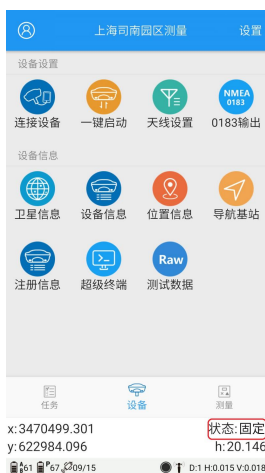 上海司南园区测量 设置
设备设置
NMEA
0183
连接设备 一键启动 天线设置 0183输出
设备信息
卫星信息 设备信息 位置信息 导航基站
Raw
注册信息 超级终端 测试数据
任务 设备 测量
x:3470499.301 状态:固定
y:622984.096 h:20.146
61 67 09/15 D:1 H:0.015 V:0.018